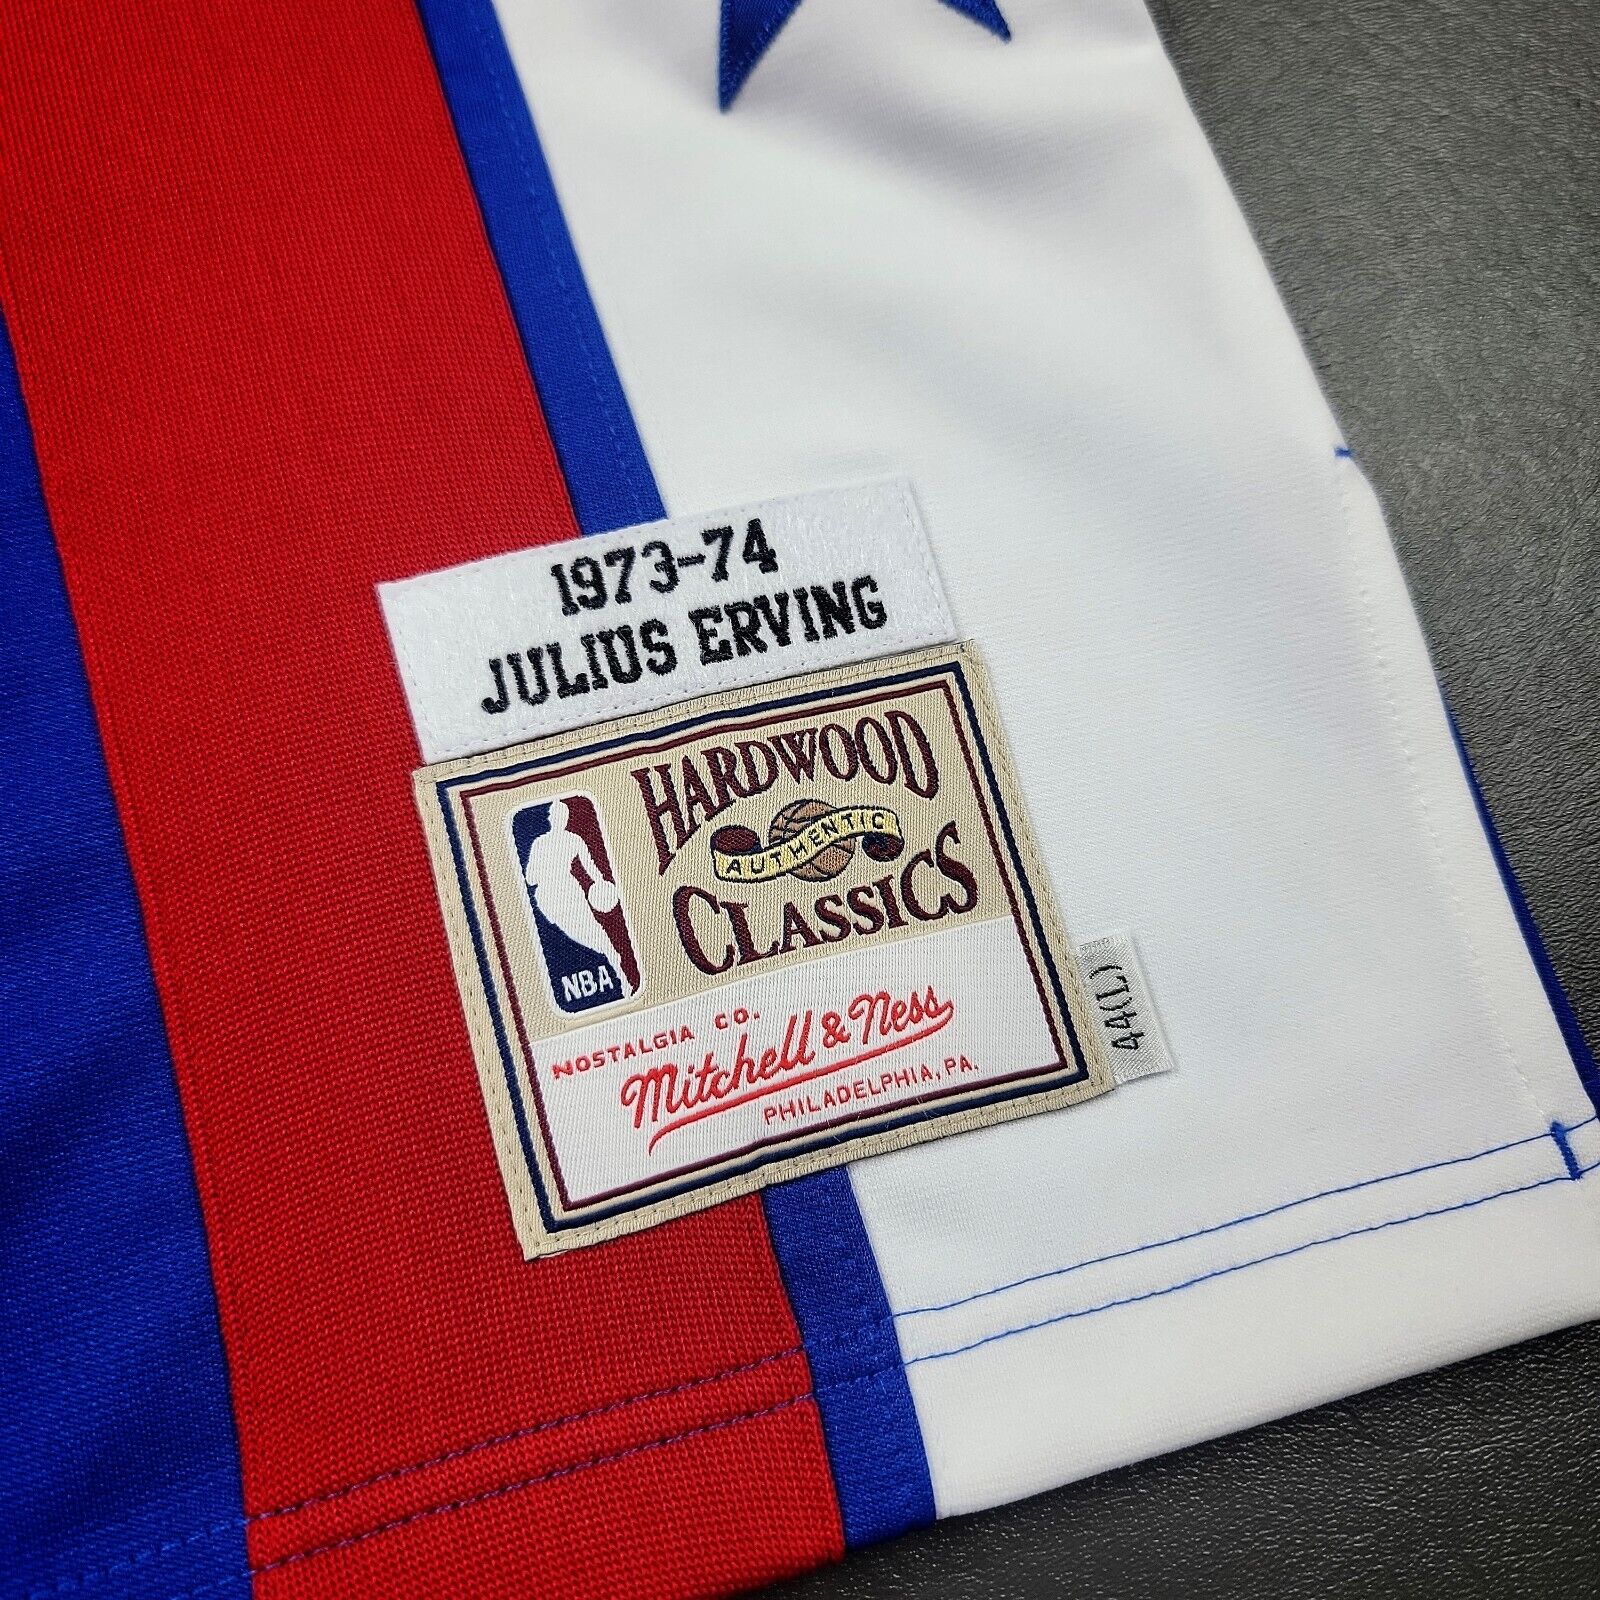 1973-74
JULIUS ERVING
HARDWOOD
AUTHENTIC
CLASSICS
NBA
NOSTALGIA CO.
Mitchell & Ness
PHILADELPHIA, PA.
44(L)